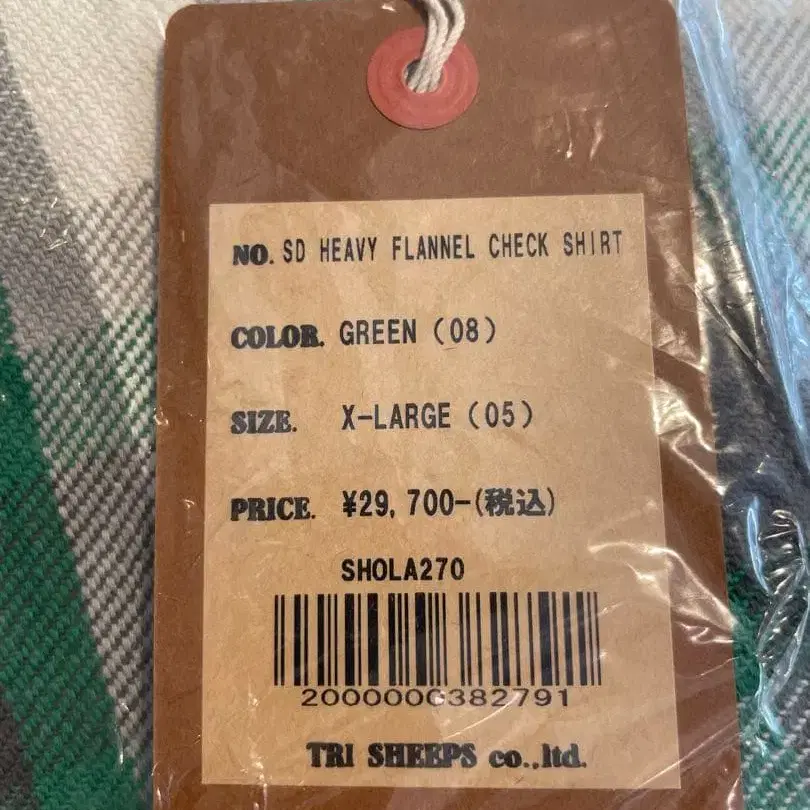 NO. SD HEAVY FLANNEL CHECK SHIRT
COLOR. GREEN (08)
SIZE. X-LARGE (05)
PRICE. ¥29,700-(税込)
SHOLA270
2000000382791
TRI SHEEPS co.,ltd.